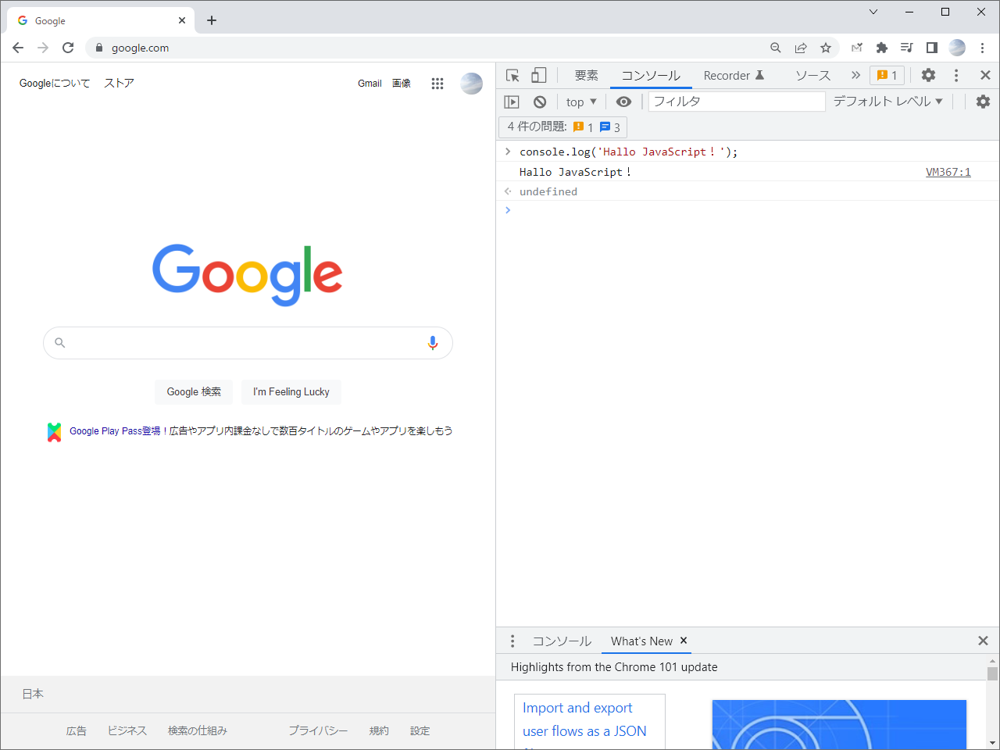 Google
google.com
Googleについて ストア Gmail 画像
Google
Google 検索 I'm Feeling Lucky
Google Play Pass登場！広告やアプリ内課金なしで数百タイトルのゲームやアプリを楽しもう
日本
広告 ビジネス 検索の仕組み プライバシー 規約 設定
要素 コンソール Recorder ソース 1
top フィルタ デフォルト レベル
4 件の問題: 1 3
console.log('Hallo JavaScript！');
Hallo JavaScript！ VM367:1
undefined
コンソール What's New
Highlights from the Chrome 101 update
Import and export
user flows as a JSON